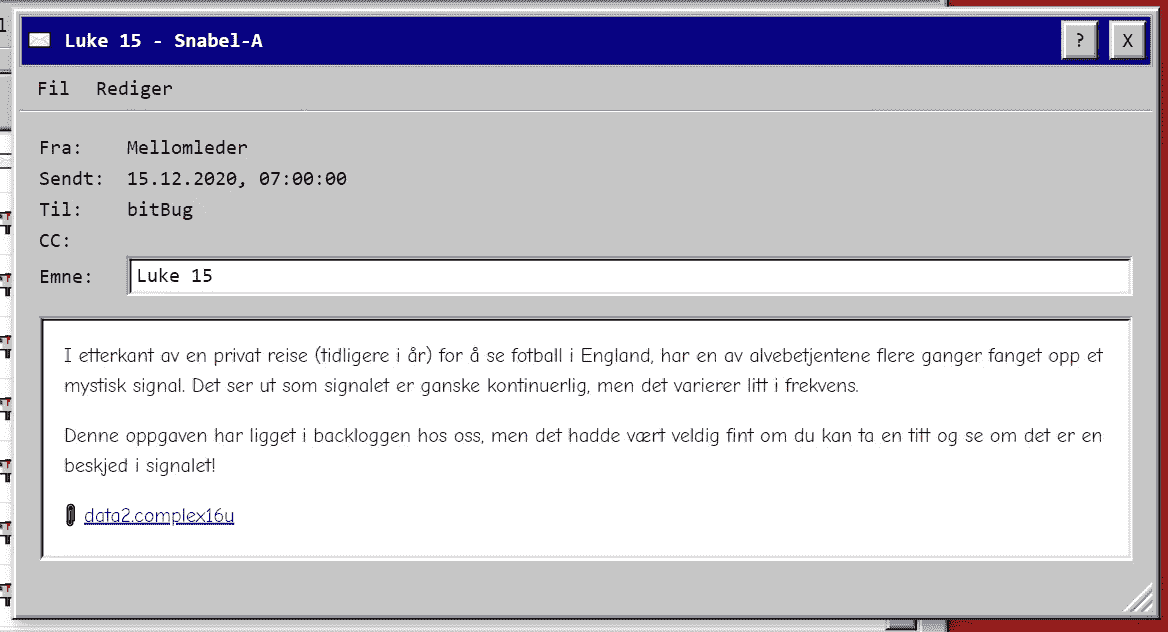 Luke 15 - Snabel-A
? X
Fil Rediger
Fra: Mellomleder
Sendt: 15.12.2020, 07:00:00
Til: bitBug
CC:
Emne: Luke 15
I etterkant av en privat reise (tidligere i år) for å se fotball i England, har en av alvebetjentene flere ganger fanget opp et
mystisk signal. Det ser ut som signalet er ganske kontinuerlig, men det varierer litt i frekvens.
Denne oppgaven har ligget i backloggen hos oss, men det hadde vært veldig fint om du kan ta en titt og se om det er en
beskjed i signalet!
data2.complex16u